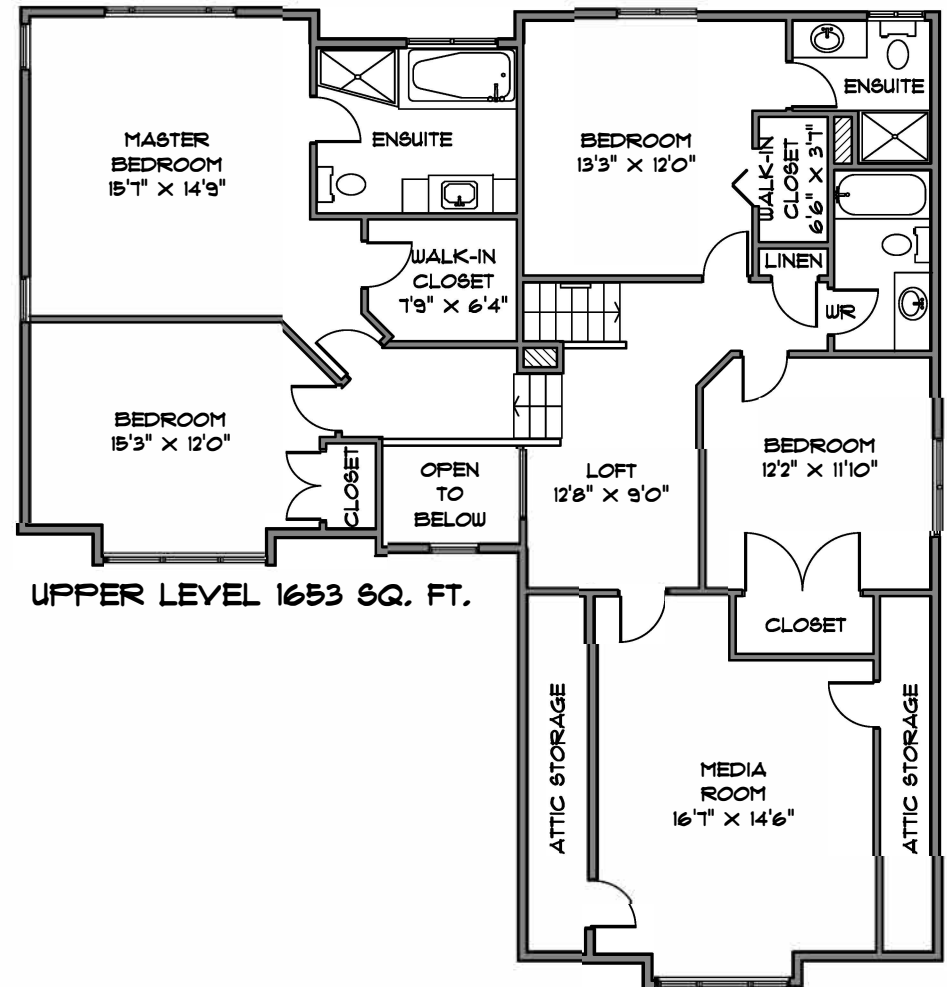 MASTER
BEDROOM
15'7" X 14'9"
ENSUITE
BEDROOM
13'3" X 12'0"
ENSUITE
WALK-IN
CLOSET
6'6" X 3'7"
LINEN
WR
WALK-IN
CLOSET
7'9" X 6'4"
BEDROOM
15'3" X 12'0"
CLOSET
OPEN
TO
BELOW
LOFT
12'8" X 9'0"
BEDROOM
12'2" X 11'10"
CLOSET
UPPER LEVEL 1653 SQ. FT.
ATTIC STORAGE
MEDIA
ROOM
16'7" X 14'6"
ATTIC STORAGE